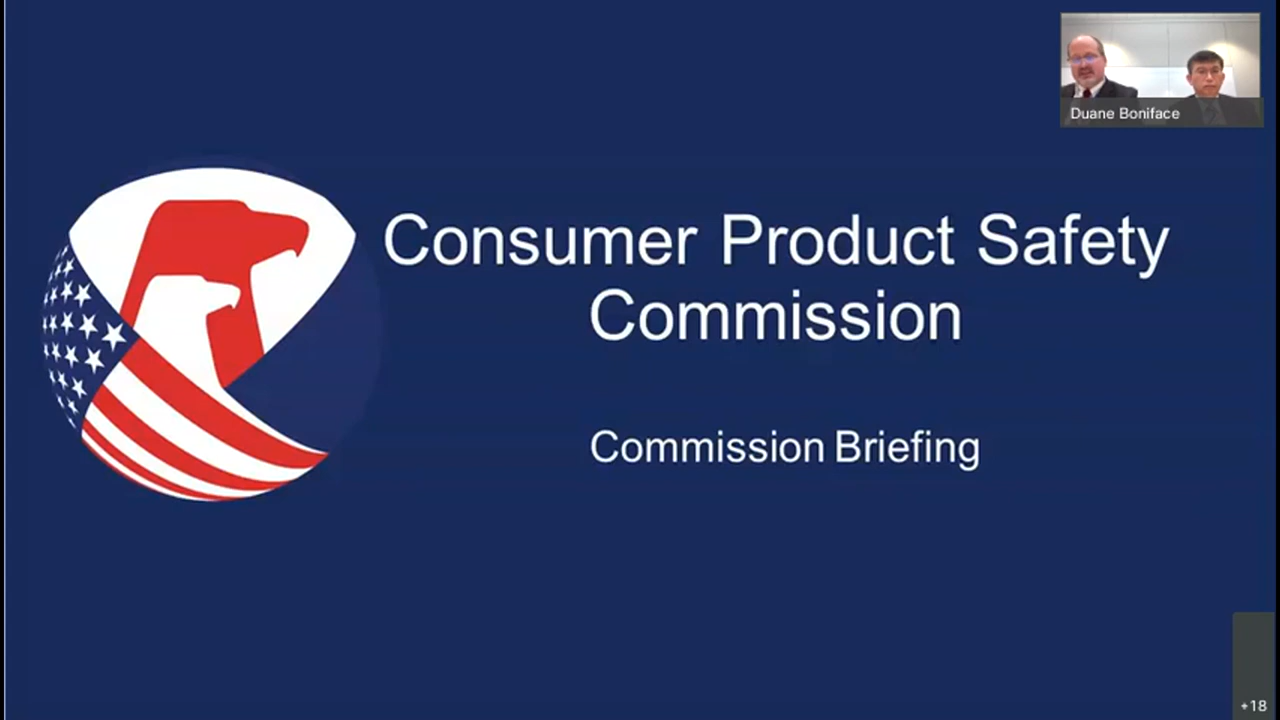 Duane Boniface
Consumer Product Safety
Commission
Commission Briefing
+18